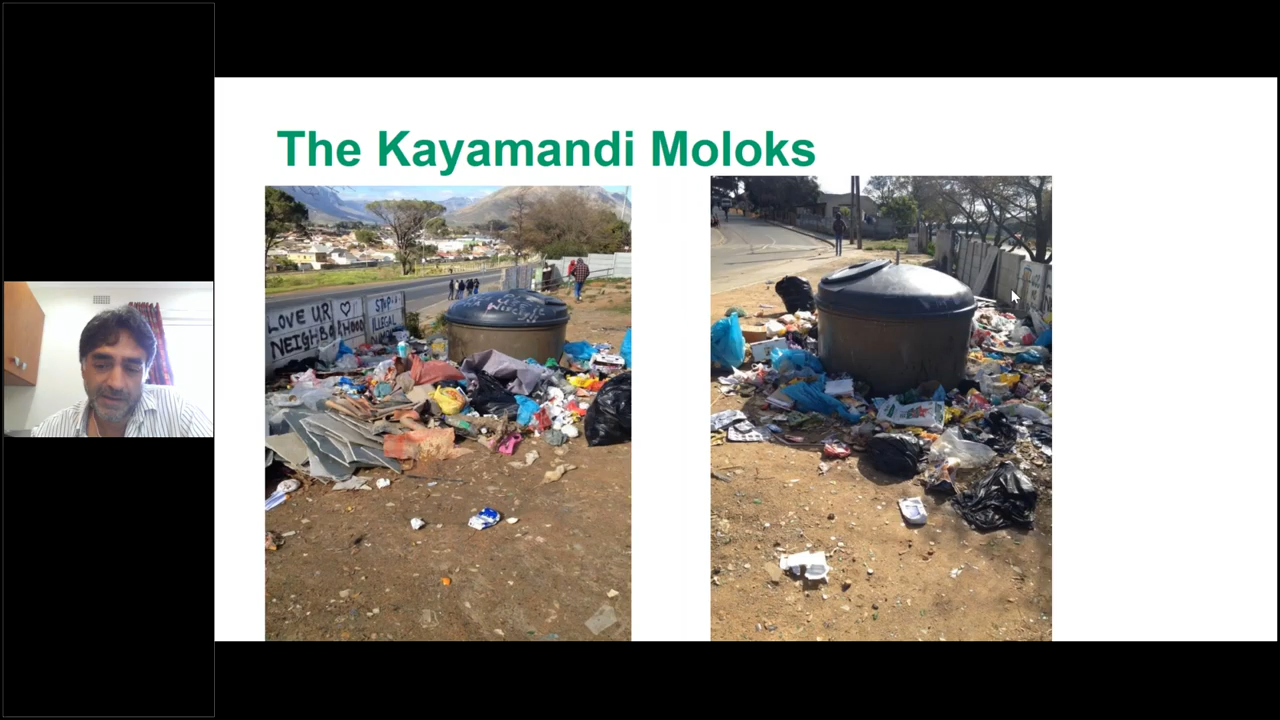 The Kayamandi Moloks
LOVE UR ♥
NEIGHBOURHOOD
STOP
ILLEGAL